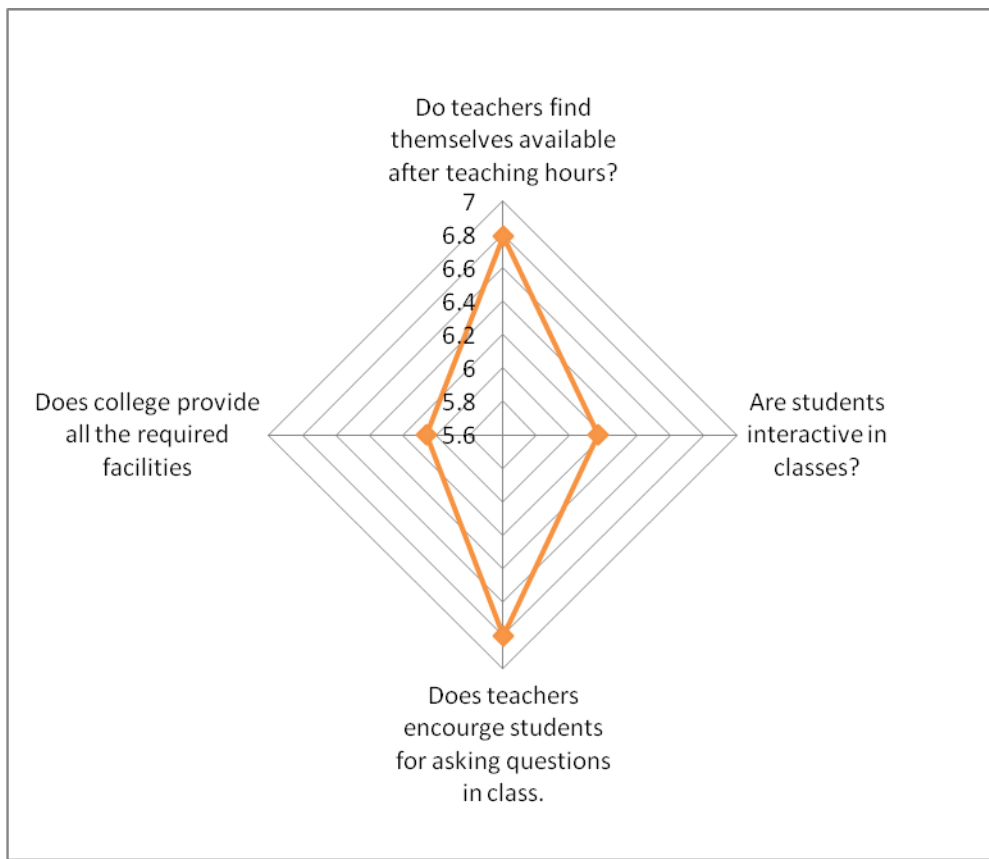 Do teachers find
themselves available
after teaching hours?
7
6.8
6.6
6.4
6.2
6
5.8
5.6
Does college provide
all the required
facilities
Are students
interactive in
classes?
Does teachers
encourge students
for asking questions
in class.